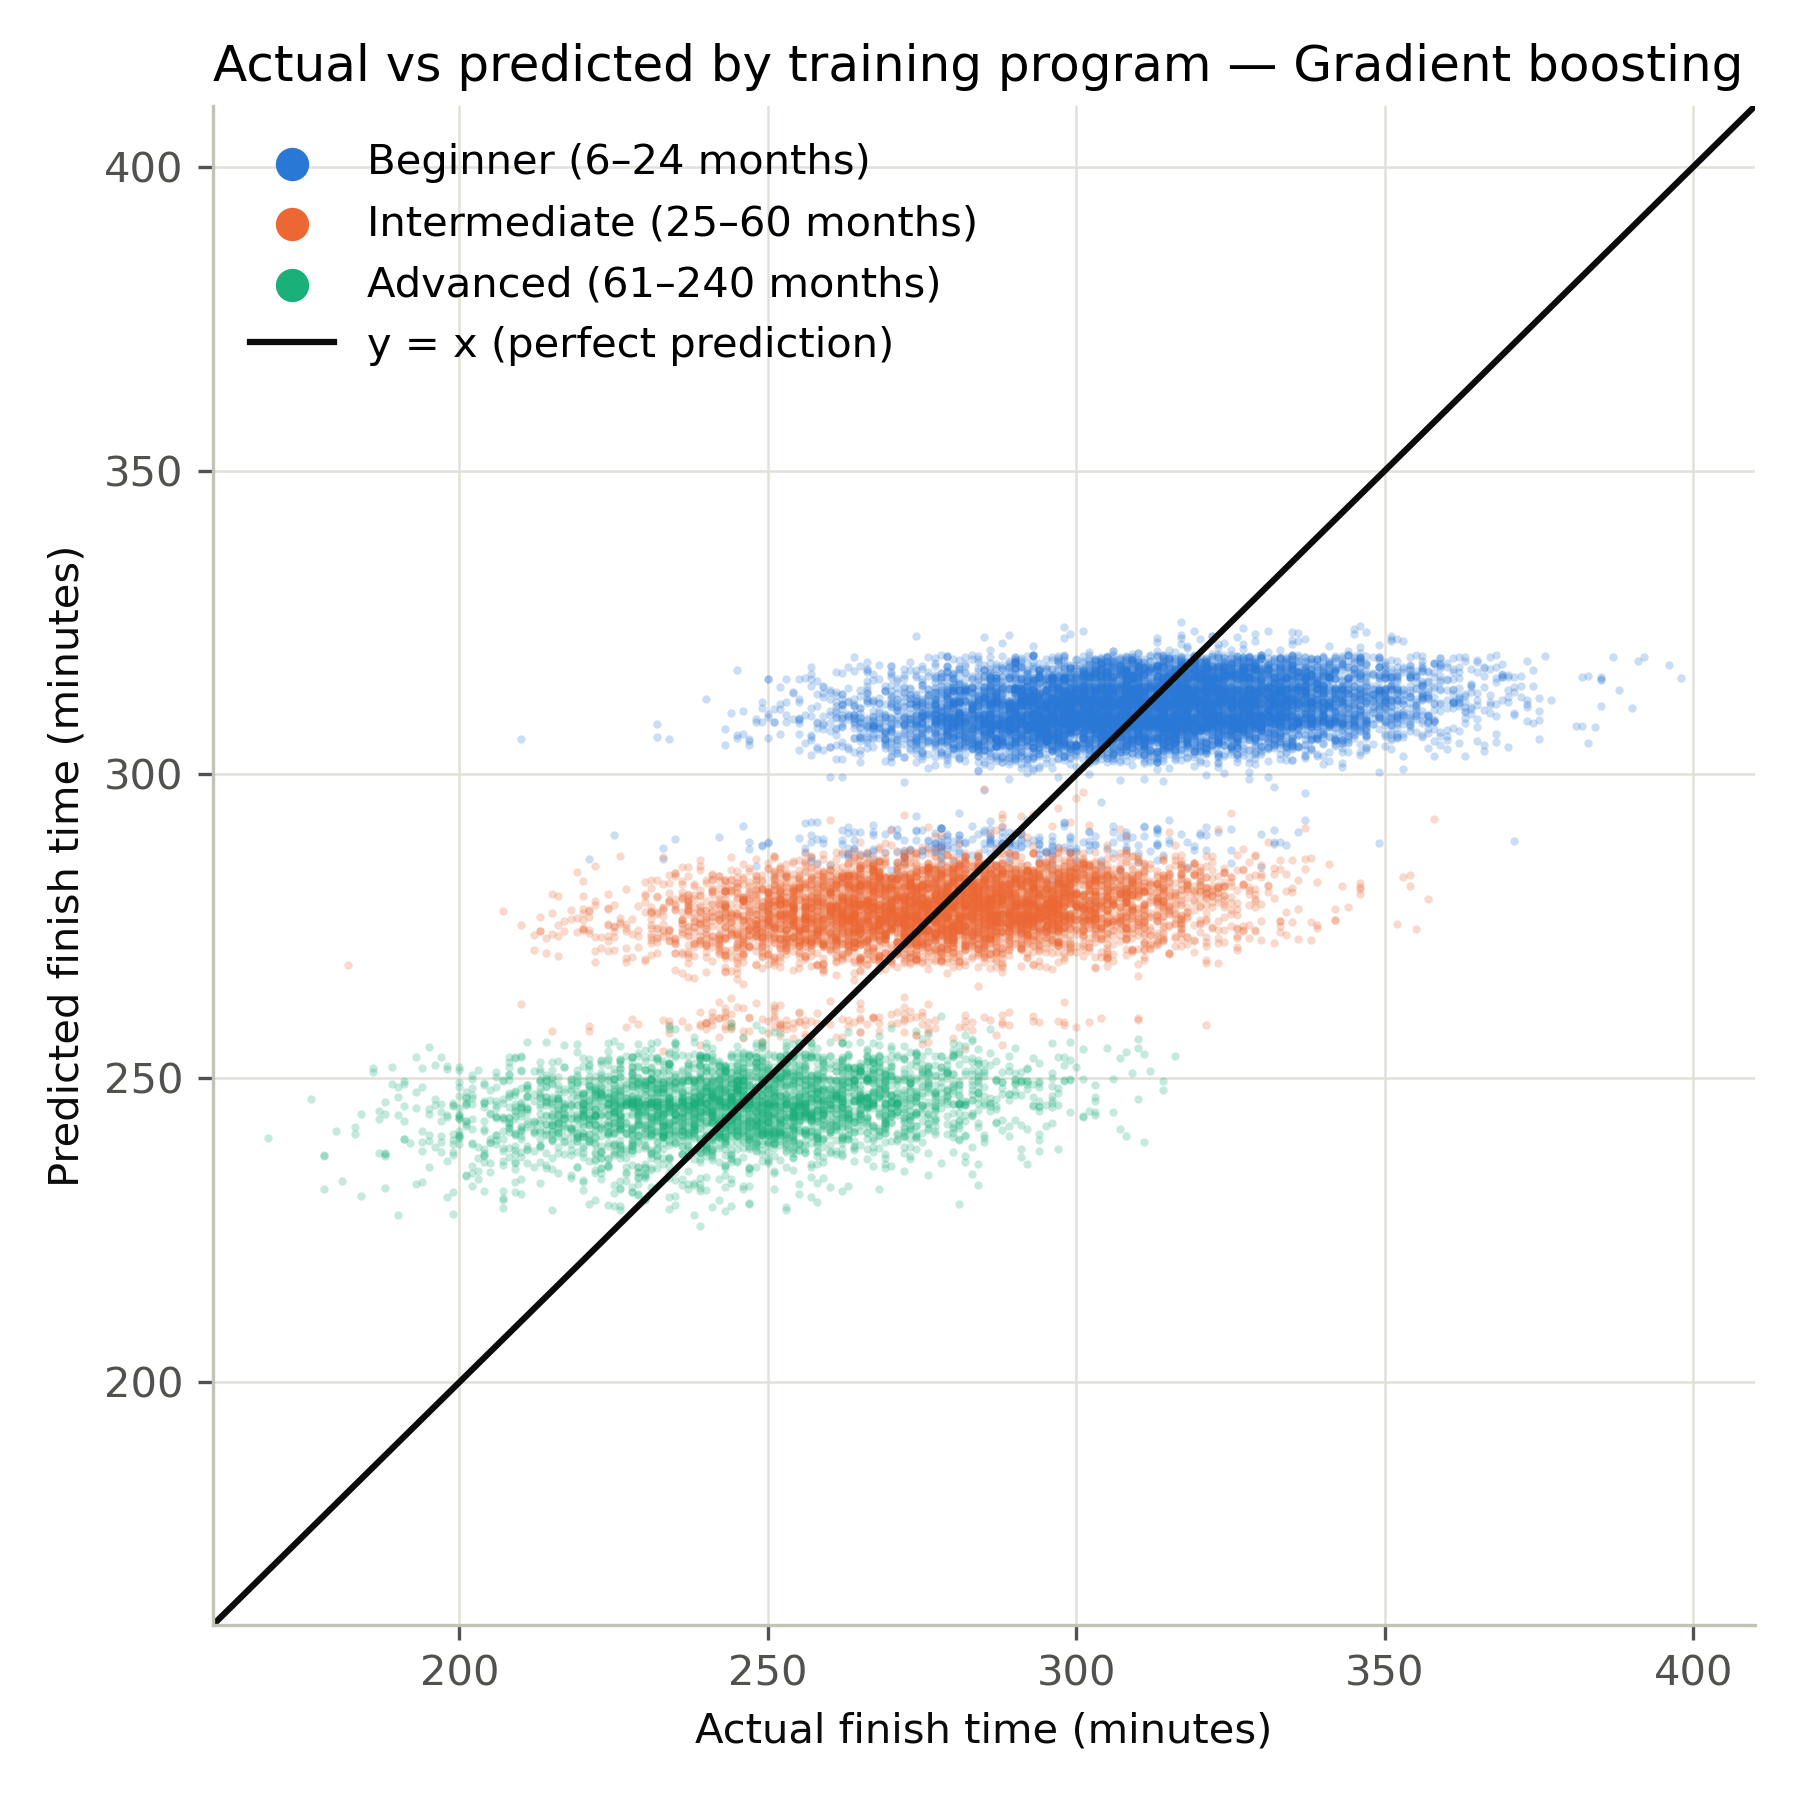 Actual vs predicted by training program — Gradient boosting
Beginner (6–24 months)
Intermediate (25–60 months)
Advanced (61–240 months)
y = x (perfect prediction)
400
350
300
250
200
Predicted finish time (minutes)
200
250
300
350
400
Actual finish time (minutes)